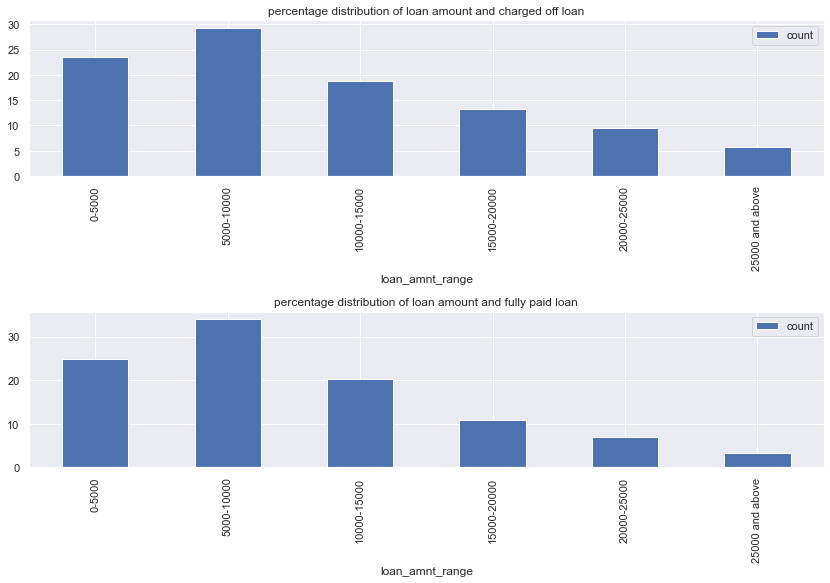 percentage distribution of loan amount and charged off loan
count
30
25
20
15
10
5
0
0-5000
5000-10000
10000-15000
15000-20000
20000-25000
25000 and above
loan_amnt_range
percentage distribution of loan amount and fully paid loan
count
30
20
10
0
0-5000
5000-10000
10000-15000
15000-20000
20000-25000
25000 and above
loan_amnt_range